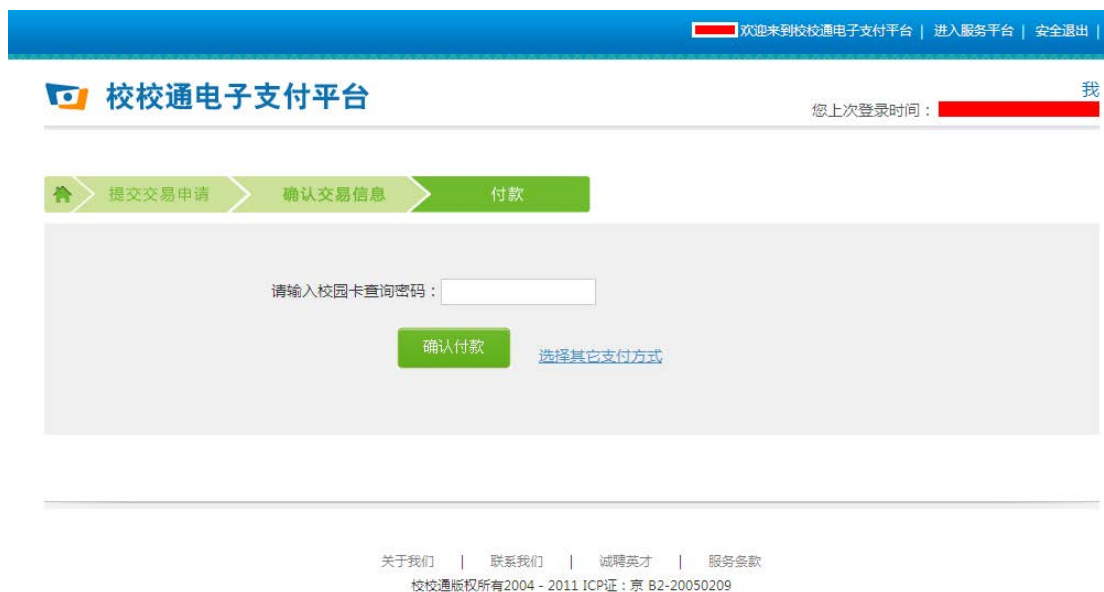 欢迎来到校校通电子支付平台 | 进入服务平台 | 安全退出 |
校校通电子支付平台
我
您上次登录时间：
提交交易申请 确认交易信息 付款
请输入校园卡查询密码：
确认付款 选择其它支付方式
关于我们 | 联系我们 | 诚聘英才 | 服务条款
校校通版权所有2004 - 2011 ICP证：京 B2-20050209